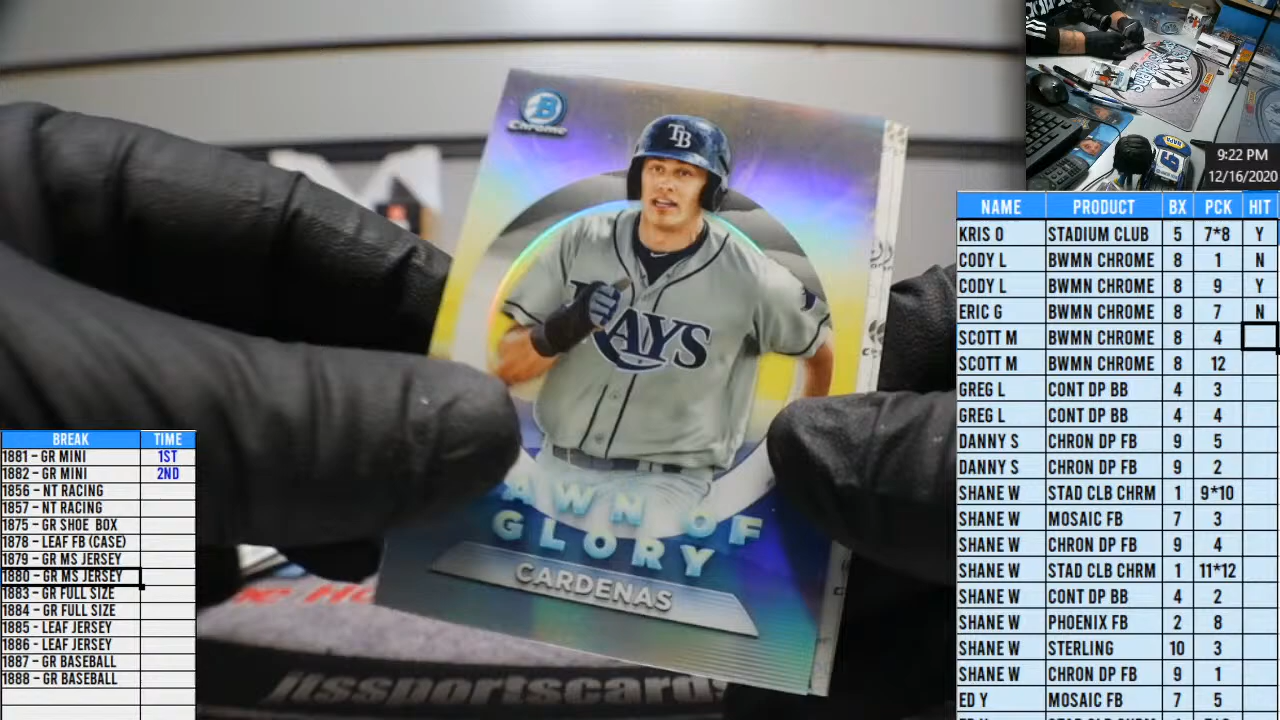 B
Chrome
TB
RAYS
AWN OF
GLORY
CARDENAS
9:22 PM
12/16/2020
NAME PRODUCT BX PCK HIT
KRIS O STADIUM CLUB 5 7*8 Y
CODY L BWMN CHROME 8 1 N
CODY L BWMN CHROME 8 9 Y
ERIC G BWMN CHROME 8 7 N
SCOTT M BWMN CHROME 8 4
SCOTT M BWMN CHROME 8 12
GREG L CONT DP BB 4 3
GREG L CONT DP BB 4 4
DANNY S CHRON DP FB 9 5
DANNY S CHRON DP FB 9 2
SHANE W STAD CLB CHRM 1 9*10
SHANE W MOSAIC FB 7 3
SHANE W CHRON DP FB 9 4
SHANE W STAD CLB CHRM 1 11*12
SHANE W CONT DP BB 4 2
SHANE W PHOENIX FB 2 8
SHANE W STERLING 10 3
SHANE W CHRON DP FB 9 1
ED Y MOSAIC FB 7 5
BREAK TIME
1881 - GR MINI 1ST
1882 - GR MINI 2ND
1856 - NT RACING
1857 - NT RACING
1875 - GR SHOE BOX
1878 - LEAF FB (CASE)
1879 - GR MS JERSEY
1880 - GR MS JERSEY
1883 - GR FULL SIZE
1884 - GR FULL SIZE
1885 - LEAF JERSEY
1886 - LEAF JERSEY
1887 - GR BASEBALL
1888 - GR BASEBALL
jtssportscards